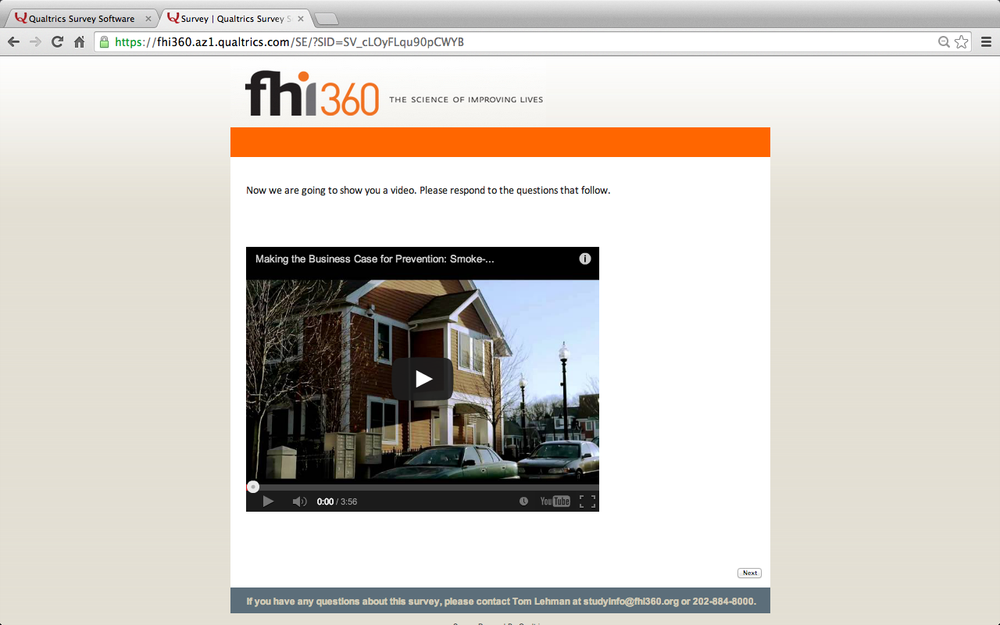 Qualtrics Survey Software
Survey | Qualtrics Survey S
https://fhi360.az1.qualtrics.com/SE/?SID=SV_cLOyFLqu90pCWYB
fhi360 THE SCIENCE OF IMPROVING LIVES
Now we are going to show you a video. Please respond to the questions that follow.
Making the Business Case for Prevention: Smoke-...
0:00 / 3:56 YouTube
Next
If you have any questions about this survey, please contact Tom Lehman at studyinfo@fhi360.org or 202-884-8000.